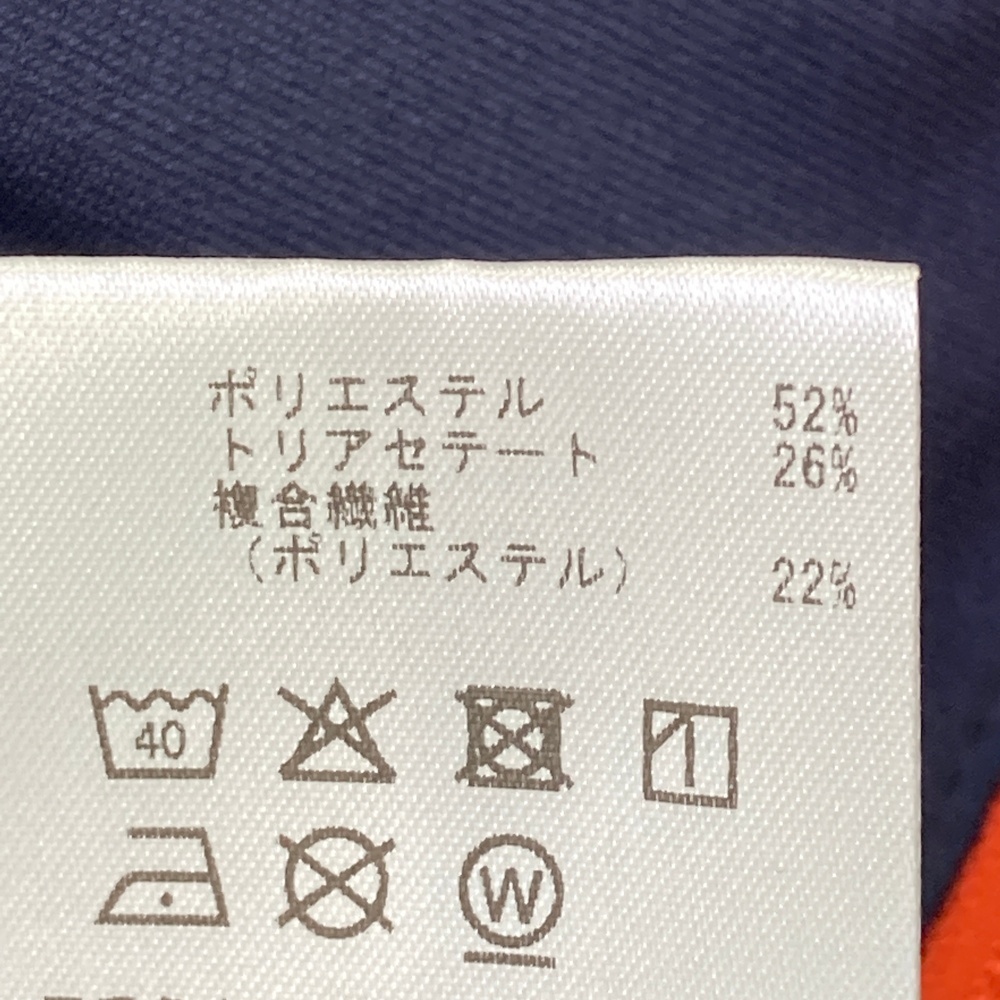 ポリエステル 52%
トリアセテート 26%
複合繊維
(ポリエステル) 22%
40
W